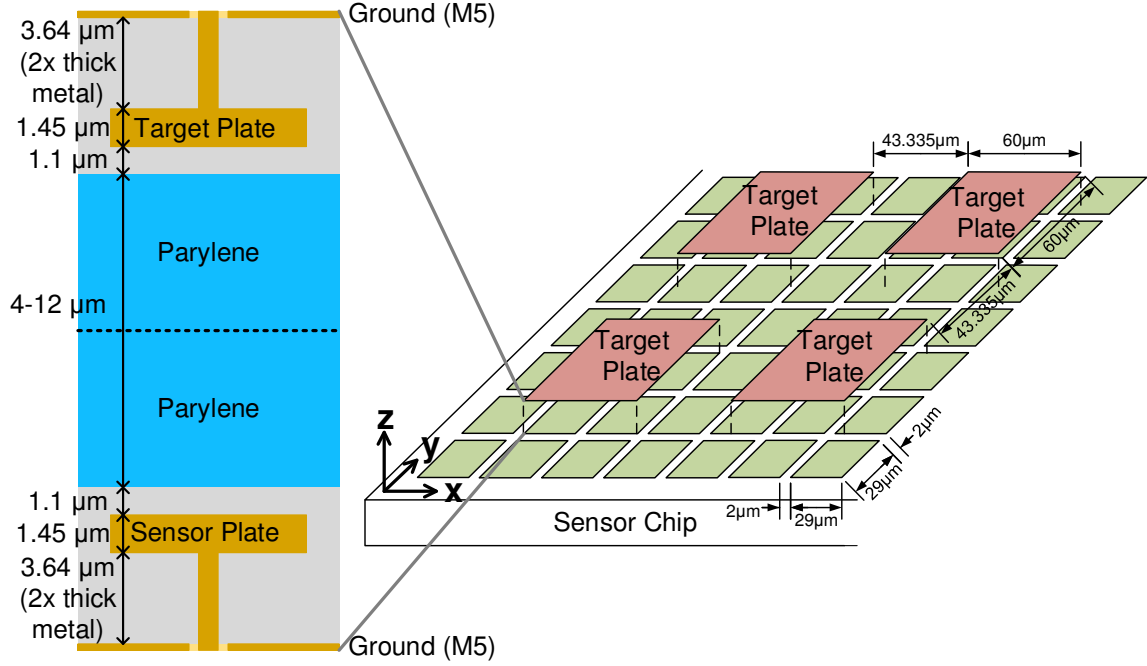 Ground (M5)
3.64 µm
(2x thick
metal)
1.45 µm
Target Plate
1.1 µm
Parylene
4-12 µm
Parylene
1.1 µm
1.45 µm
Sensor Plate
3.64 µm
(2x thick
metal)
Ground (M5)
43.335µm
60µm
Target
Plate
Target
Plate
60µm
43.335µm
Target
Plate
Target
Plate
z
y
x
2µm
29µm
2µm
29µm
Sensor Chip